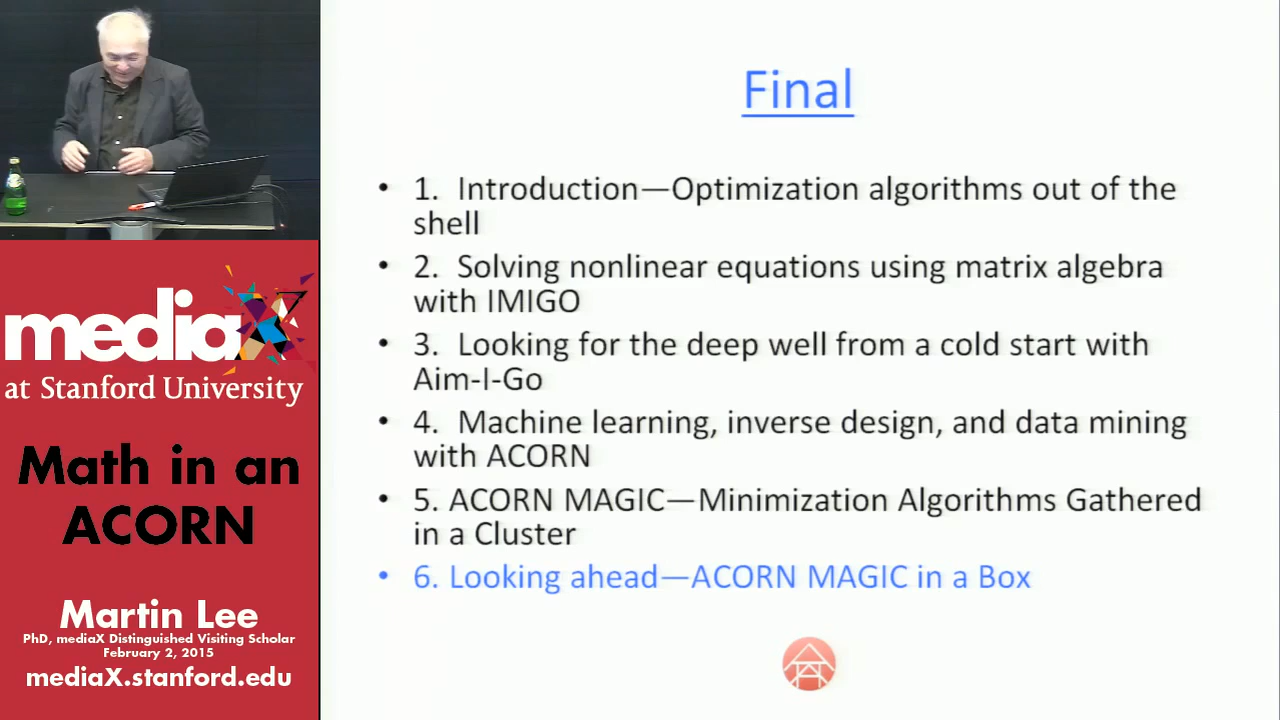 mediaX
at Stanford University
Math in an
ACORN
Martin Lee
PhD, mediaX Distinguished Visiting Scholar
February 2, 2015
mediaX.stanford.edu
Final
• 1. Introduction—Optimization algorithms out of the
shell
• 2. Solving nonlinear equations using matrix algebra
with IMIGO
• 3. Looking for the deep well from a cold start with
Aim-I-Go
• 4. Machine learning, inverse design, and data mining
with ACORN
• 5. ACORN MAGIC—Minimization Algorithms Gathered
in a Cluster
• 6. Looking ahead—ACORN MAGIC in a Box